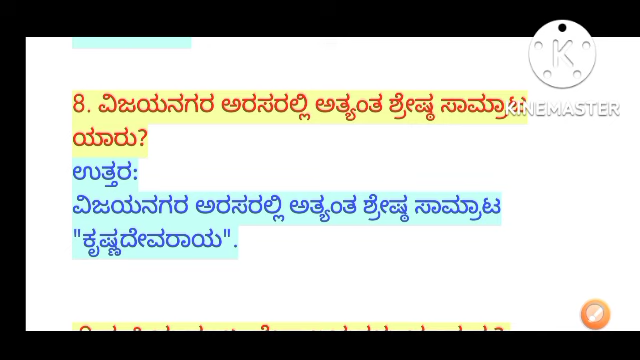 8. ವಿಜಯನಗರ ಅರಸರಲ್ಲಿ ಅತ್ಯಂತ ಶ್ರೇಷ್ಠ ಸಾಮ್ರಾಟ
ಯಾರು?
ಉತ್ತರ:
ವಿಜಯನಗರ ಅರಸರಲ್ಲಿ ಅತ್ಯಂತ ಶ್ರೇಷ್ಠ ಸಾಮ್ರಾಟ
"ಕೃಷ್ಣದೇವರಾಯ".
K
KINEMASTER